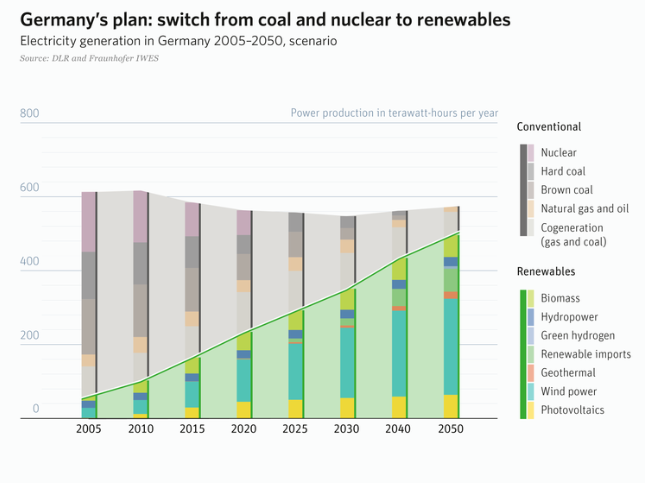 Germany's plan: switch from coal and nuclear to renewables
Electricity generation in Germany 2005–2050, scenario
Source: DLR and Fraunhofer IWES
800
Power production in terawatt-hours per year
600
400
200
0
2005 2010 2015 2020 2025 2030 2040 2050
Conventional
Nuclear
Hard coal
Brown coal
Natural gas and oil
Cogeneration
(gas and coal)
Renewables
Biomass
Hydropower
Green hydrogen
Renewable imports
Geothermal
Wind power
Photovoltaics